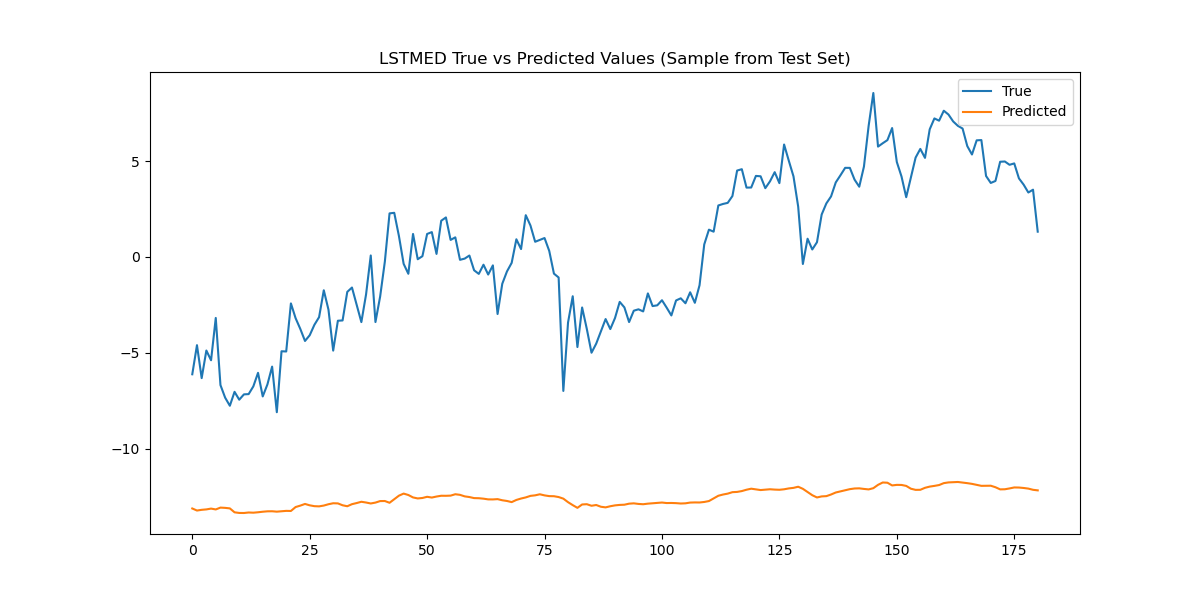 LSTMED True vs Predicted Values (Sample from Test Set)
True
Predicted
5
0
−5
−10
0 25 50 75 100 125 150 175